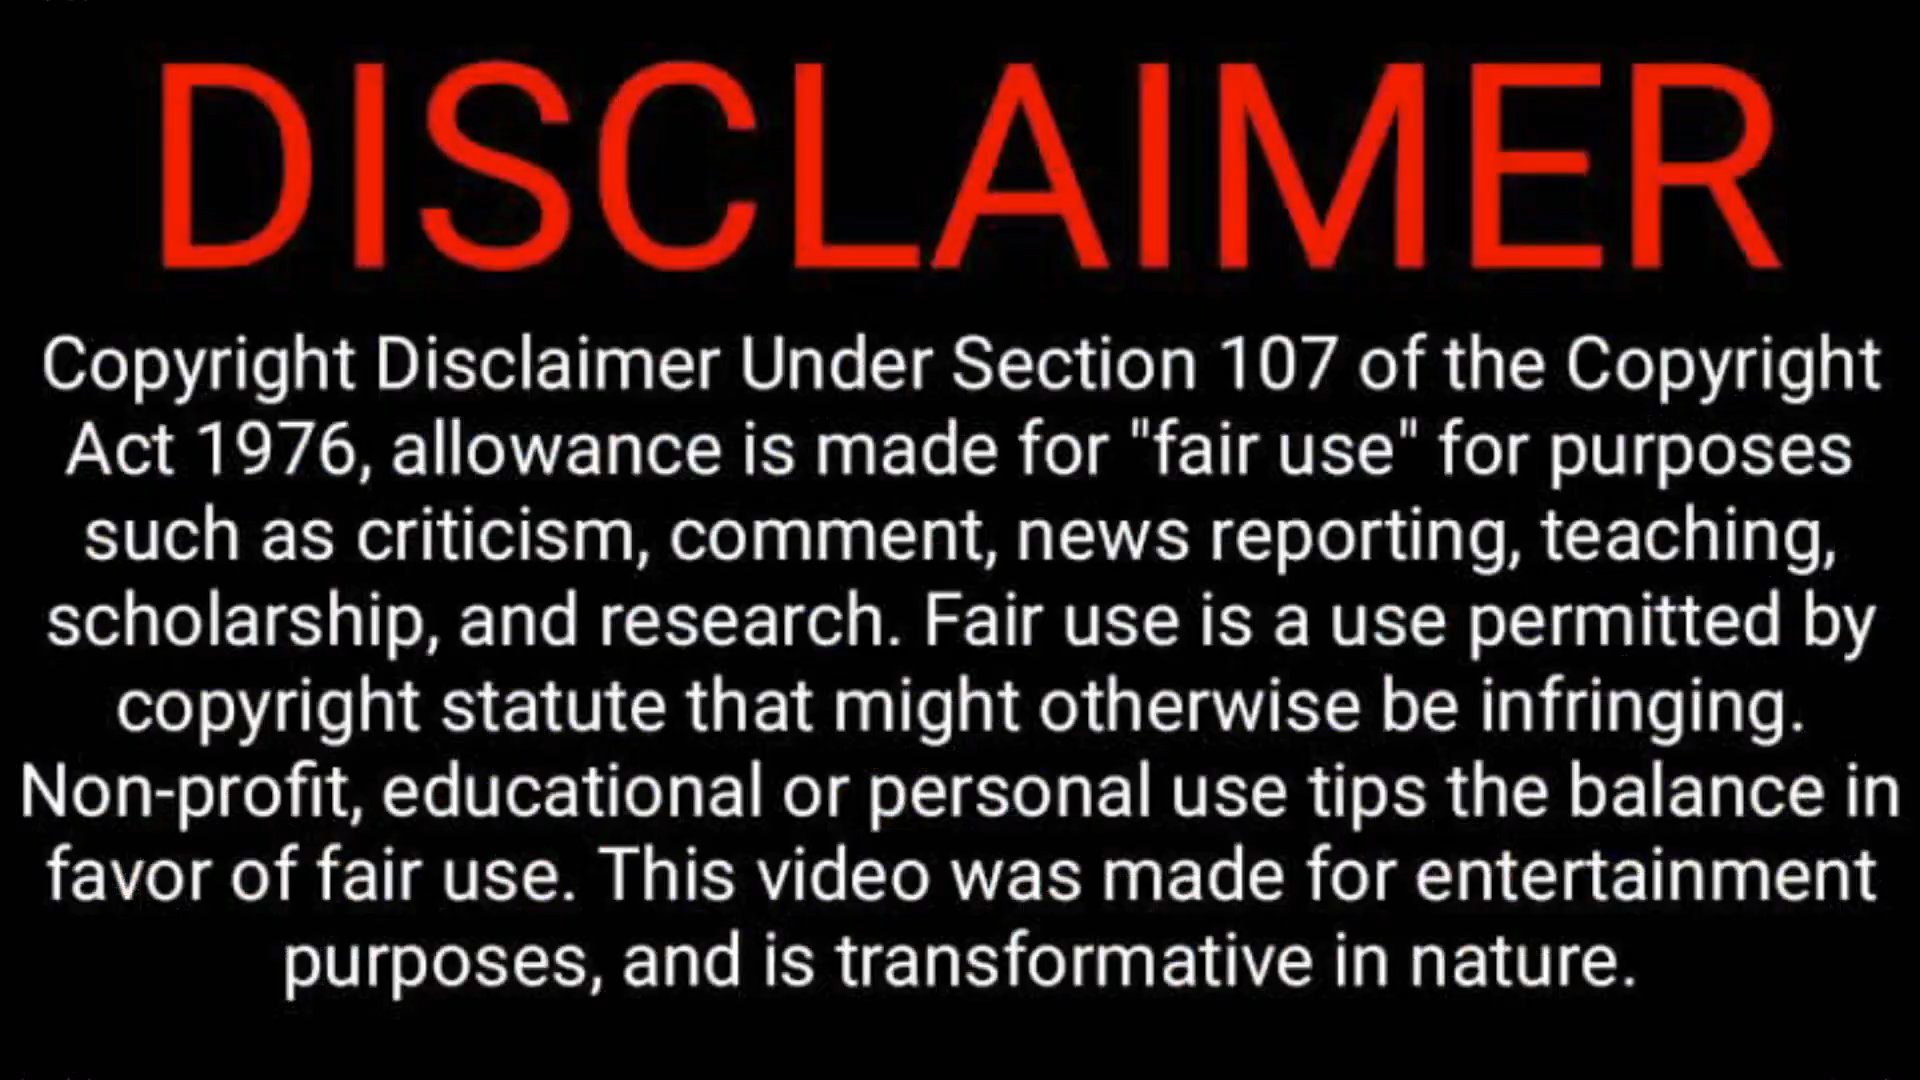 DISCLAIMER
Copyright Disclaimer Under Section 107 of the Copyright
Act 1976, allowance is made for "fair use" for purposes
such as criticism, comment, news reporting, teaching,
scholarship, and research. Fair use is a use permitted by
copyright statute that might otherwise be infringing.
Non-profit, educational or personal use tips the balance in
favor of fair use. This video was made for entertainment
purposes, and is transformative in nature.